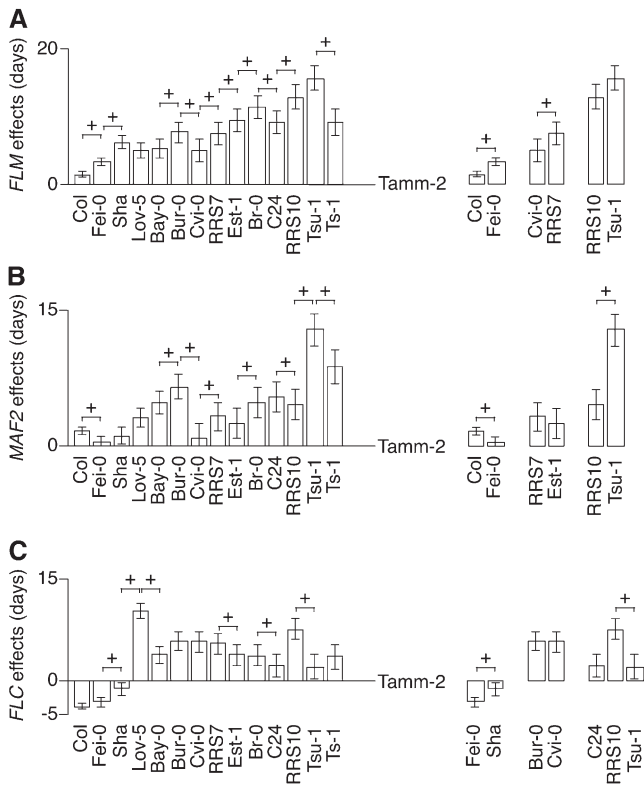 A
FLM effects (days)
20
0
+ + + + + + + + + +
Tamm-2
Col Fei-0 Sha Lov-5 Bay-0 Bur-0 Cvi-0 RRS7 Est-1 Br-0 C24 RRS10 Tsu-1 Ts-1
+ +
Col Fei-0 Cvi-0 RRS7 RRS10 Tsu-1
B
MAF2 effects (days)
15
0
+ + + + + + + +
Tamm-2
Col Fei-0 Sha Lov-5 Bay-0 Bur-0 Cvi-0 RRS7 Est-1 Br-0 C24 RRS10 Tsu-1 Ts-1
+ +
Col Fei-0 RRS7 Est-1 RRS10 Tsu-1
C
FLC effects (days)
15
0
-5
+ + + + + +
Tamm-2
Col Fei-0 Sha Lov-5 Bay-0 Bur-0 Cvi-0 RRS7 Est-1 Br-0 C24 RRS10 Tsu-1 Ts-1
+ +
Fei-0 Sha Bur-0 Cvi-0 C24 RRS10 Tsu-1